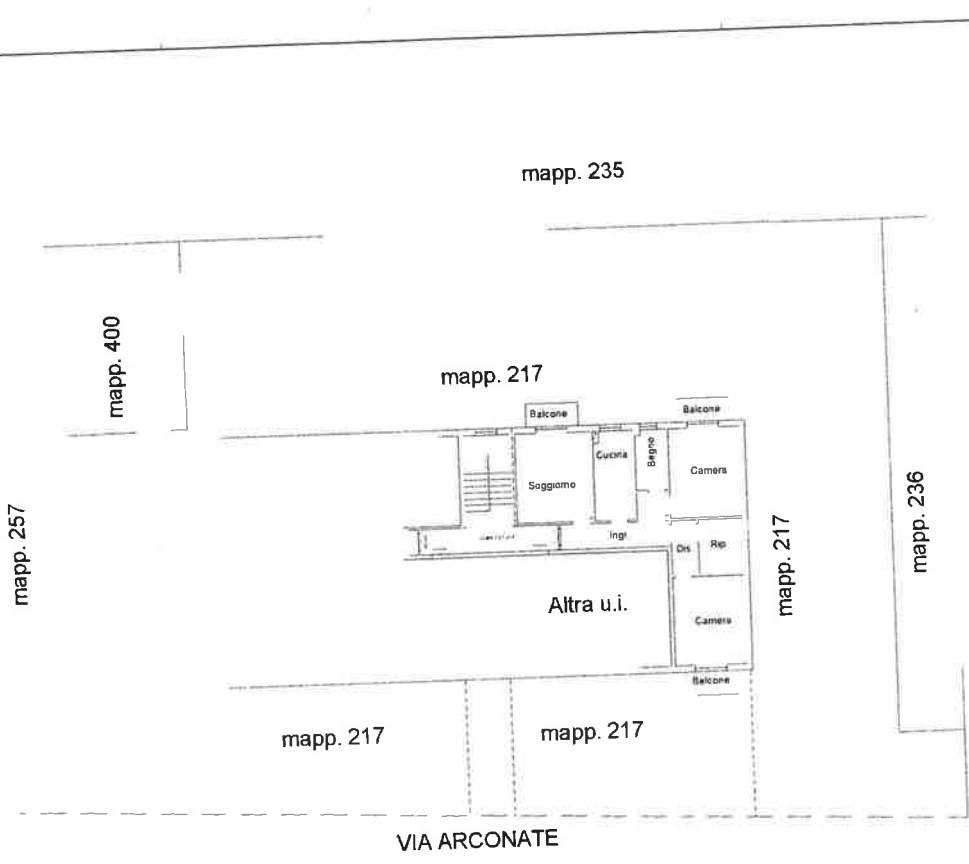 mapp. 235
mapp. 400
mapp. 217
Balcone
Balcone
Cucina
Bagno
Soggiorno
Camera
mapp. 257
mapp. 236
mapp. 217
Ingr
Dis
Rip
Altra u.i.
Camera
Balcone
mapp. 217
mapp. 217
VIA ARCONATE